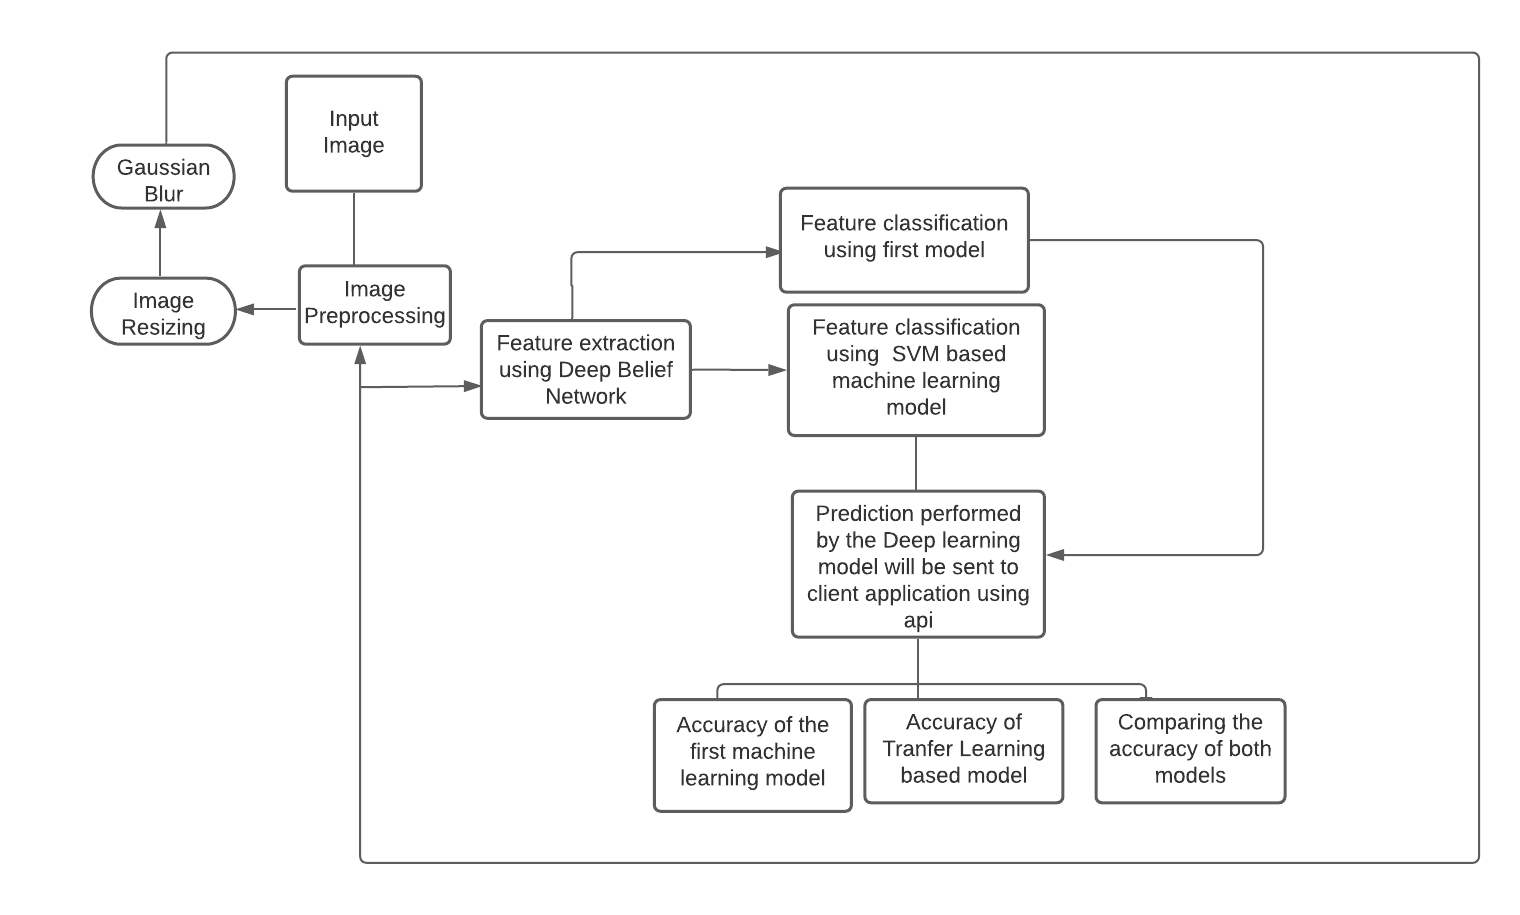 Input
Image
Gaussian
Blur
Image
Resizing
Image
Preprocessing
Feature extraction
using Deep Belief
Network
Feature classification
using first model
Feature classification
using  SVM based
machine learning
model
Prediction performed
by the Deep learning
model will be sent to
client application using
api
Accuracy of the
first machine
learning model
Accuracy of
Tranfer Learning
based model
Comparing the
accuracy of both
models